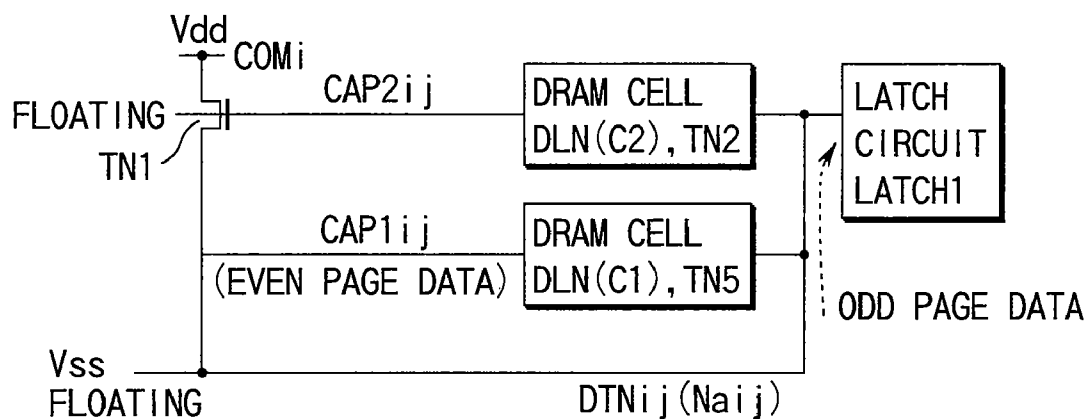 Vdd
COMi
FLOATING
TN1
CAP2ij
DRAM CELL
DLN(C2), TN2
LATCH
CIRCUIT
LATCH1
CAP1ij
(EVEN PAGE DATA)
DRAM CELL
DLN(C1), TN5
ODD PAGE DATA
Vss
FLOATING
DTNij(Naij)